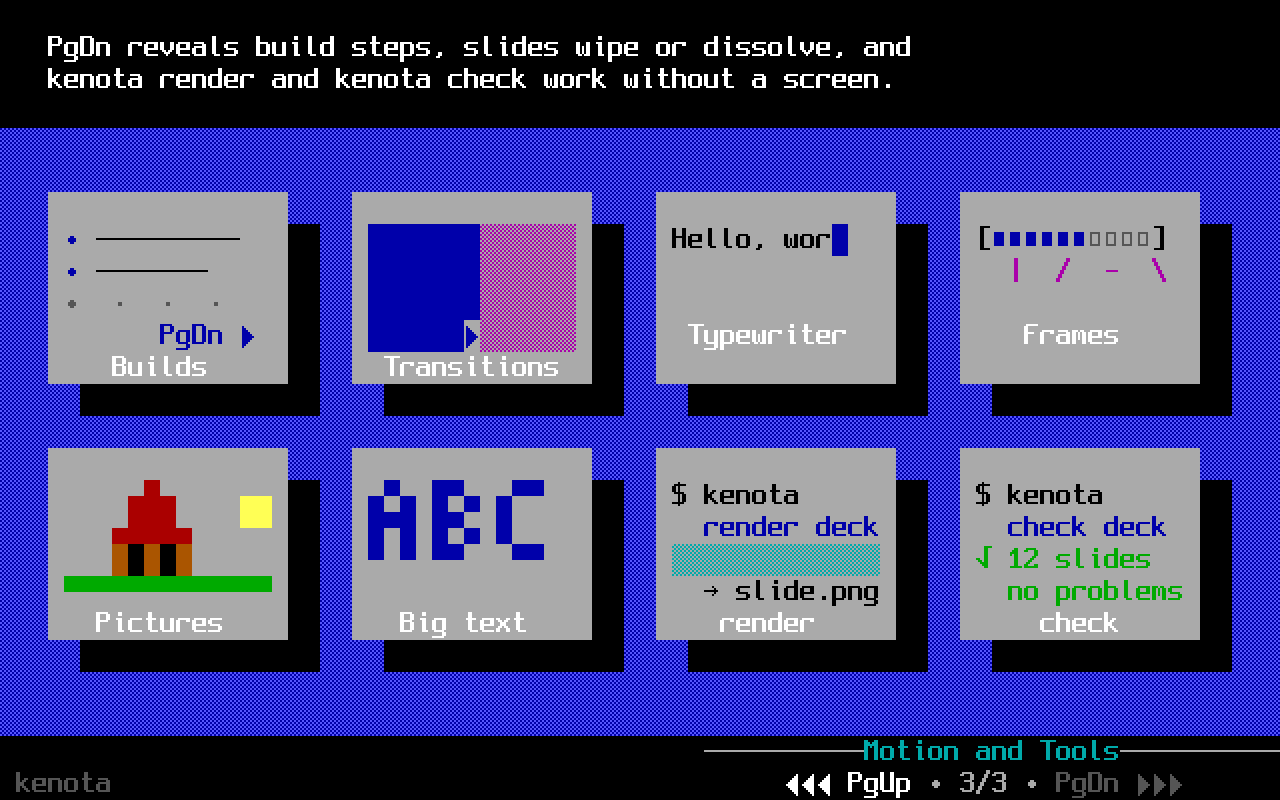 PgDn reveals build steps, slides wipe or dissolve, and
kenota render and kenota check work without a screen.
PgDn ▶
Builds
Transitions
Hello, wor
Typewriter
[▮▮▮▮▮▮▯▯▯▯]
| / - \
Frames
Pictures
ABC
Big text
$ kenota
render deck
→ slide.png
render
$ kenota
check deck
√ 12 slides
no problems
check
Motion and Tools
kenota
◀◀◀ PgUp • 3/3 • PgDn ▶▶▶